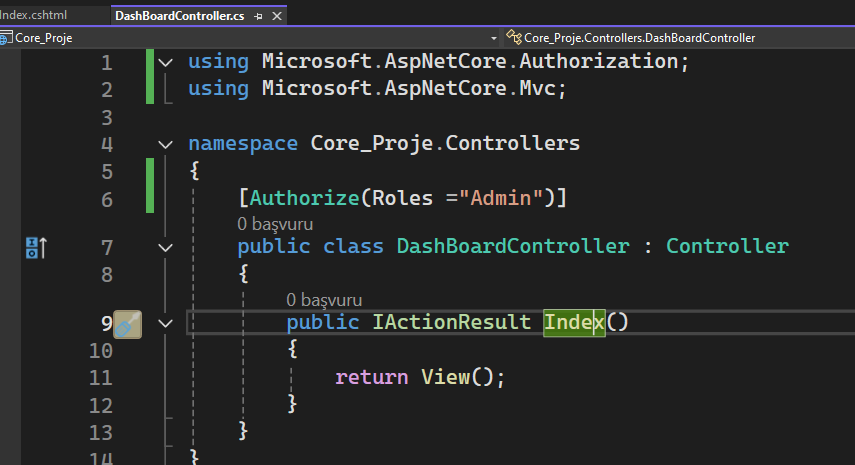 Index.cshtml
DashBoardController.cs
Core_Proje
Core_Proje.Controllers.DashBoardController
1 using Microsoft.AspNetCore.Authorization;
2 using Microsoft.AspNetCore.Mvc;
3
4 namespace Core_Proje.Controllers
5 {
6 [Authorize(Roles ="Admin")]
0 başvuru
7 public class DashBoardController : Controller
8 {
0 başvuru
9 public IActionResult Index()
10 {
11 return View();
12 }
13 }
14 }